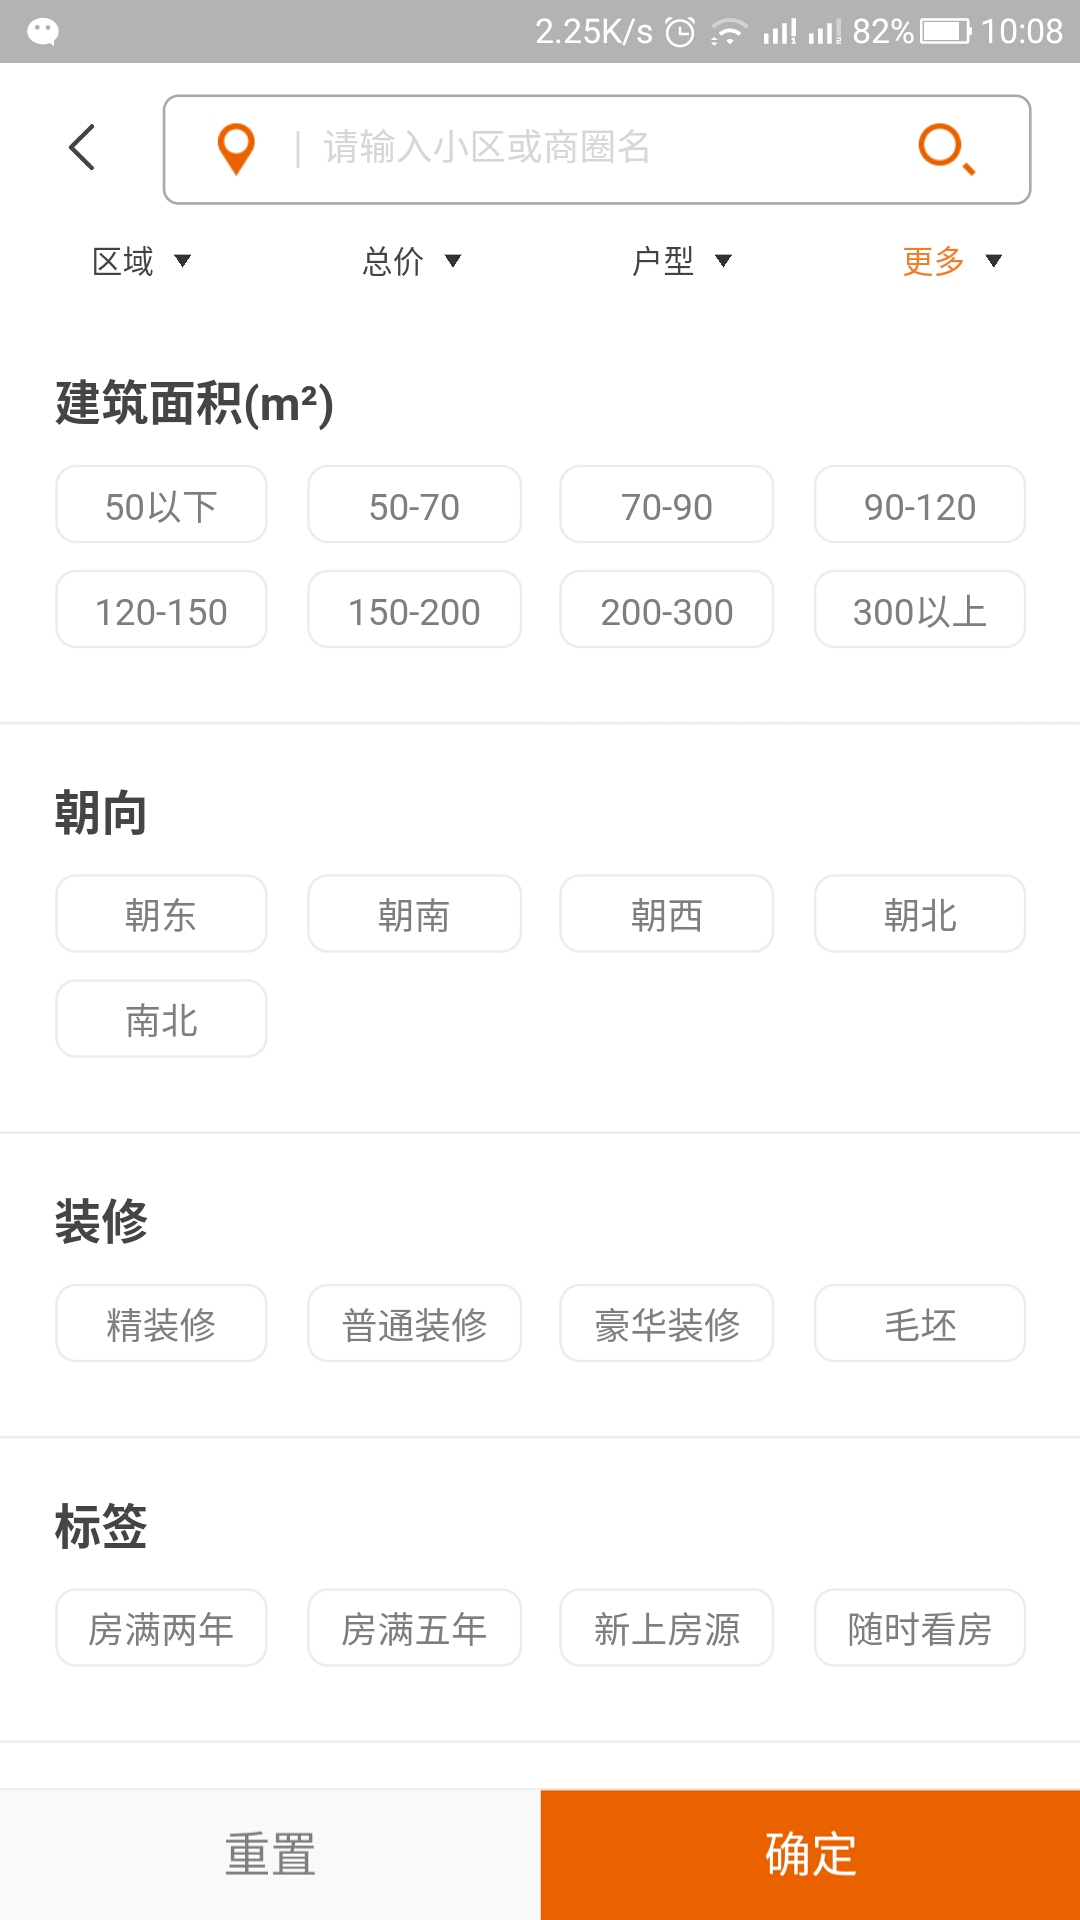 2.25K/s 82% 10:08
请输入小区或商圈名
区域 总价 户型 更多
建筑面积(m²)
50以下 50-70 70-90 90-120
120-150 150-200 200-300 300以上
朝向
朝东 朝南 朝西 朝北
南北
装修
精装修 普通装修 豪华装修 毛坯
标签
房满两年 房满五年 新上房源 随时看房
重置 确定